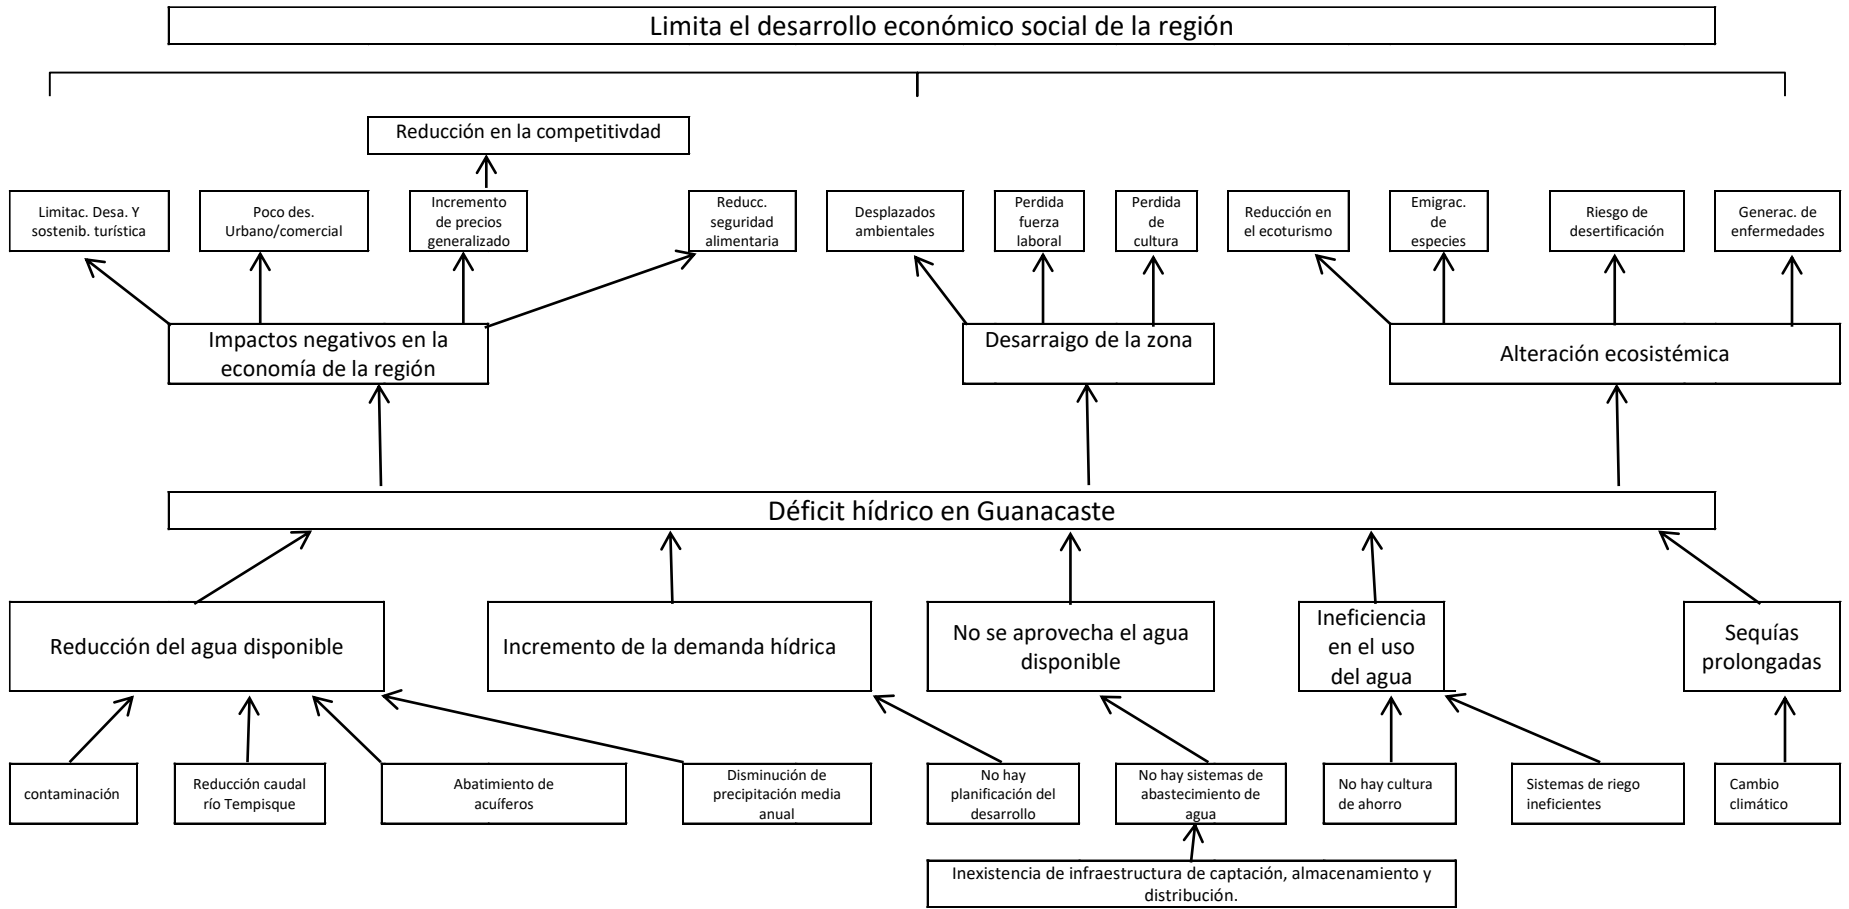 Limita el desarrollo económico social de la región
Reducción en la competitivdad
Limitac. Desa. Y
sostenib. turística
Poco des.
Urbano/comercial
Incremento
de precios
generalizado
Reducc.
seguridad
alimentaria
Desplazados
ambientales
Perdida
fuerza
laboral
Perdida
de
cultura
Reducción en
el ecoturismo
Emigrac.
de
especies
Riesgo de
desertificación
Generac. de
enfermedades
Impactos negativos en la
economía de la región
Desarraigo de la zona
Alteración ecosistémica
Déficit hídrico en Guanacaste
Reducción del agua disponible
Incremento de la demanda hídrica
No se aprovecha el agua
disponible
Ineficiencia
en el uso
del agua
Sequías
prolongadas
contaminación
Reducción caudal
río Tempisque
Abatimiento de
acuíferos
Disminución de
precipitación media
anual
No hay
planificación del
desarrollo
No hay sistemas de
abastecimiento de
agua
No hay cultura
de ahorro
Sistemas de riego
ineficientes
Cambio
climático
Inexistencia de infraestructura de captación, almacenamiento y
distribución.